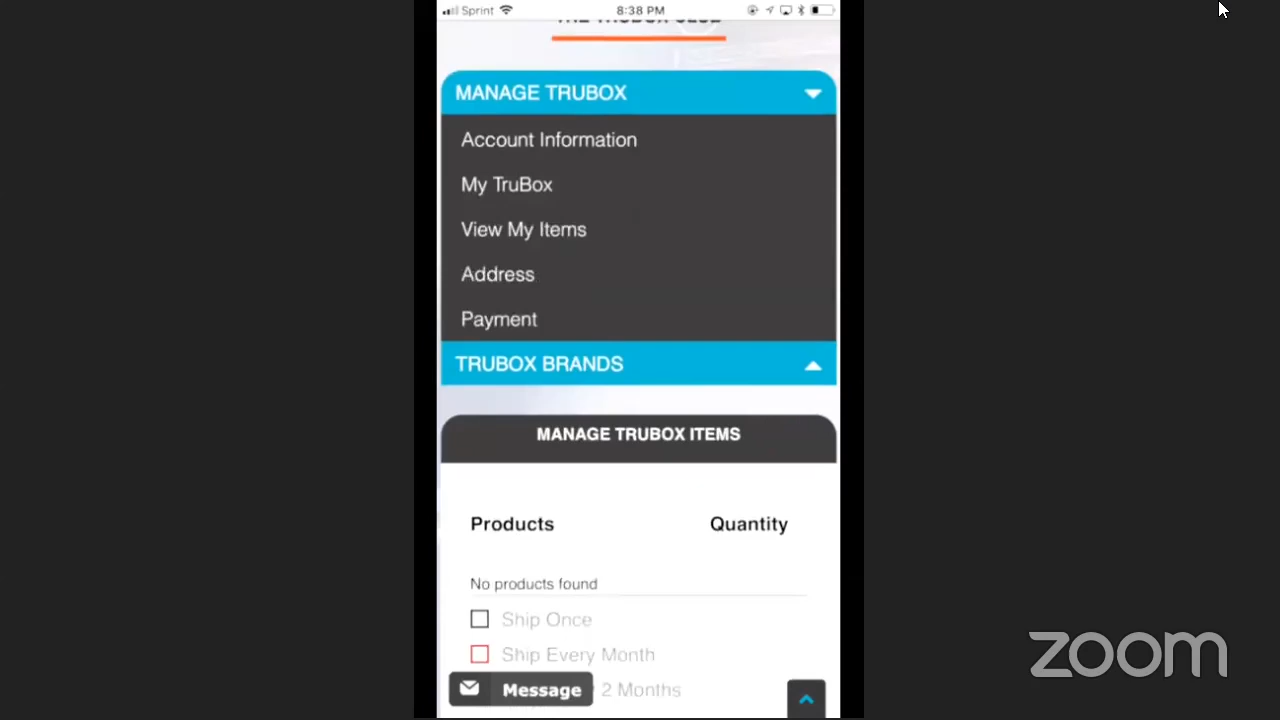 Sprint 8:38 PM
MANAGE TRUBOX
Account Information
My TruBox
View My Items
Address
Payment
TRUBOX BRANDS
MANAGE TRUBOX ITEMS
Products Quantity
No products found
Ship Once
Ship Every Month
Message 2 Months
zoom